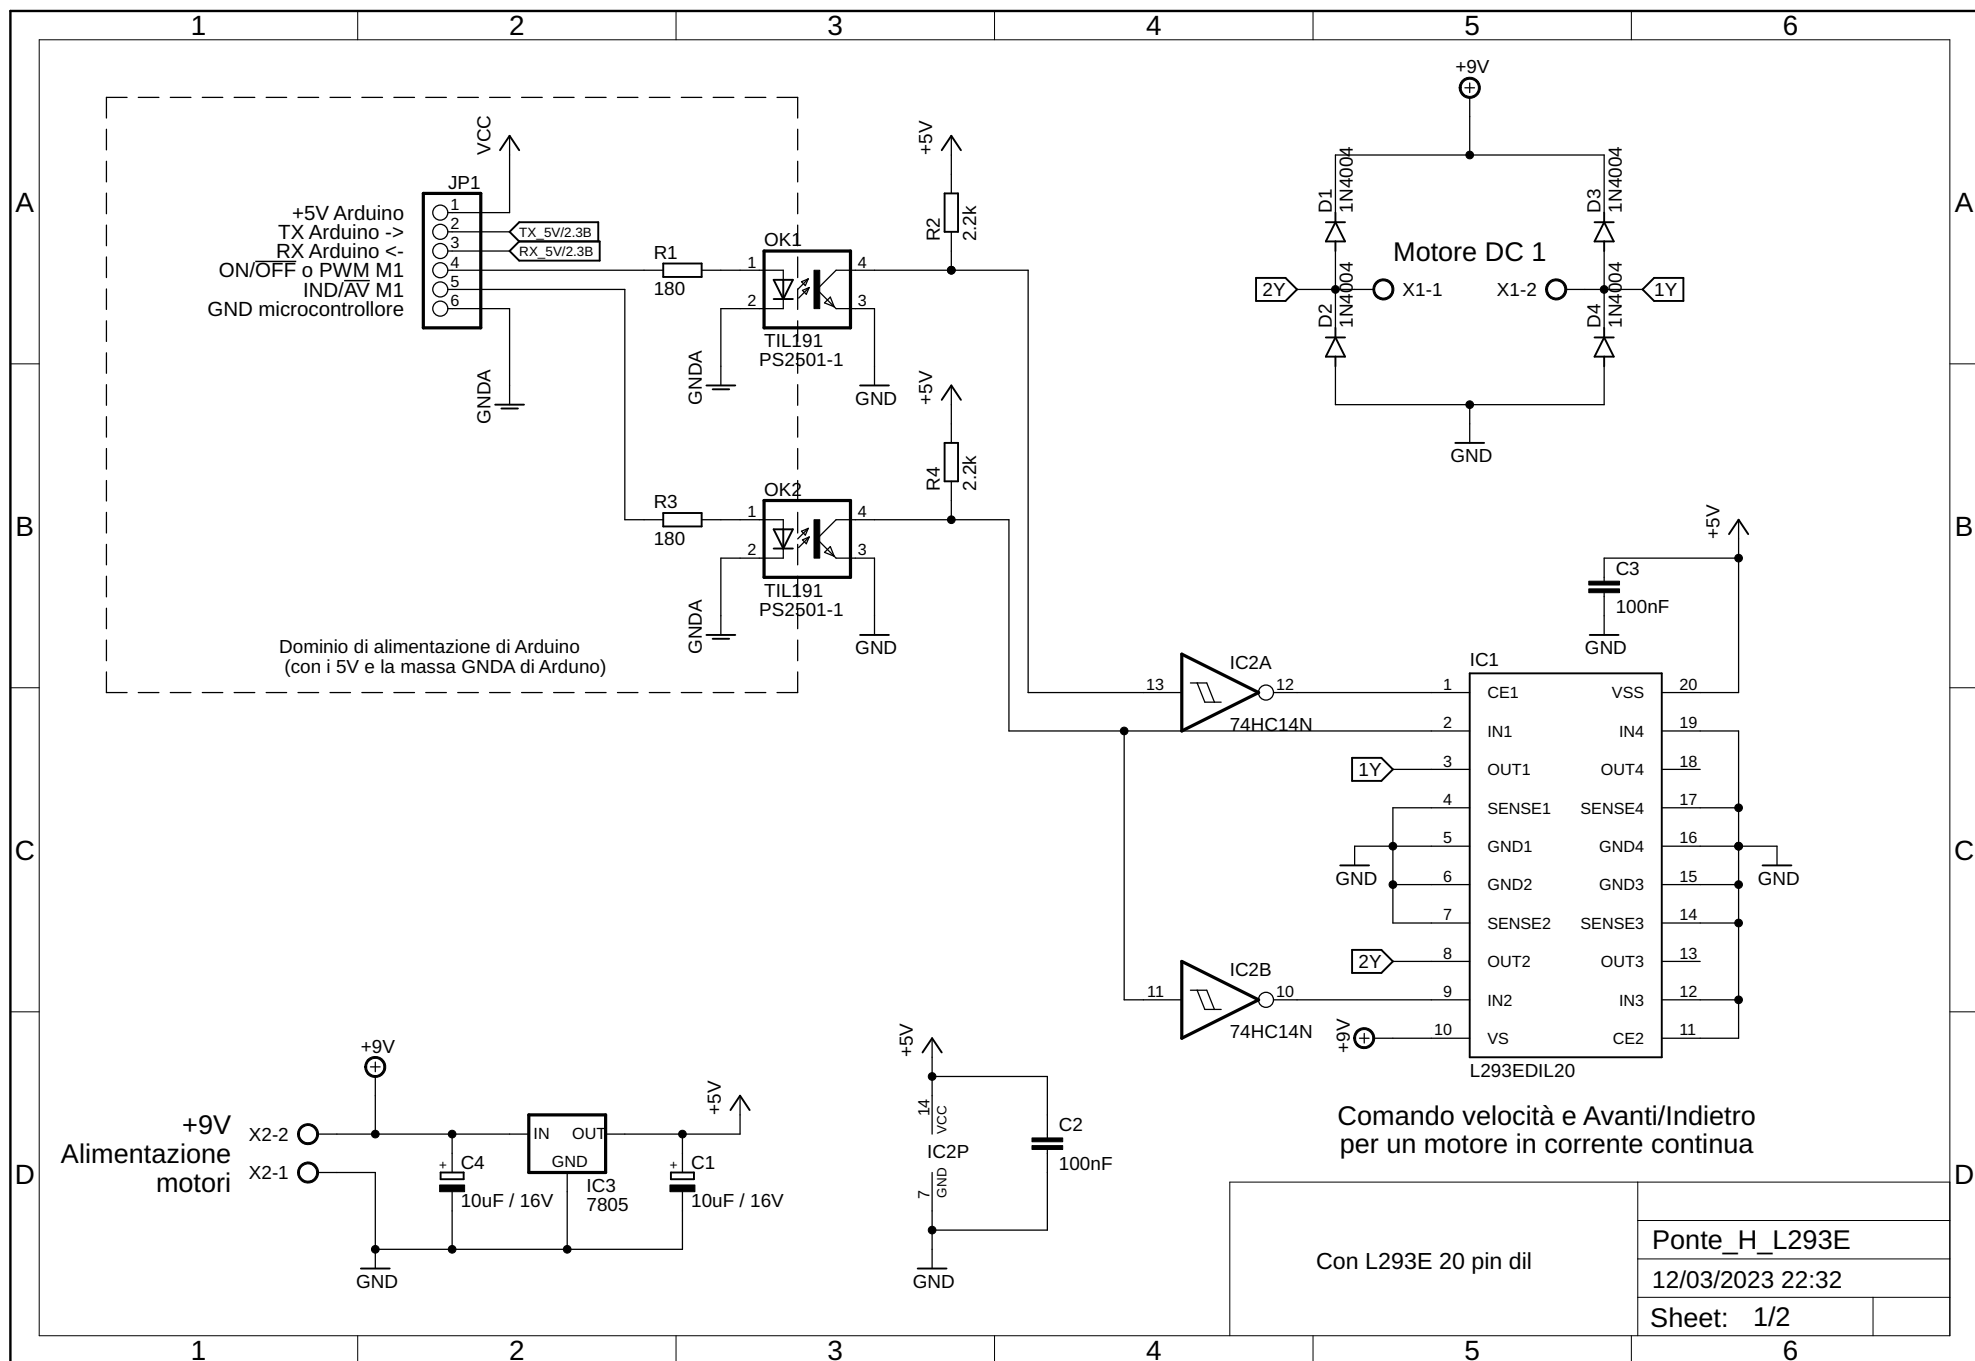 1 2 3 4 5 6
A A
B B
C C
D D
1 2 3 4 5 6
VCC
JP1
+5V Arduino
TX Arduino ->
RX Arduino <-
ON/OFF o PWM M1
IND/AV M1
GND microcontrollore
1
2
3
4
5
6
TX_5V/2.3B
RX_5V/2.3B
GNDA
R1
180
OK1
1
2
4
3
TIL191
PS2501-1
GNDA
GND
+5V
R2
2.2k
R3
180
OK2
1
2
4
3
TIL191
PS2501-1
GNDA
GND
+5V
R4
2.2k
Dominio di alimentazione di Arduino
(con i 5V e la massa GNDA di Arduno)
+9V
D1
1N4004
D3
1N4004
Motore DC 1
2Y
X1-1
X1-2
1Y
D2
1N4004
D4
1N4004
GND
+5V
C3
100nF
GND
13
IC2A
12
74HC14N
11
IC2B
10
74HC14N
IC1
1 CE1 VSS 20
2 IN1 IN4 19
1Y 3 OUT1 OUT4 18
4 SENSE1 SENSE4 17
5 GND1 GND4 16
GND
GND
6 GND2 GND3 15
7 SENSE2 SENSE3 14
2Y 8 OUT2 OUT3 13
9 IN2 IN3 12
+9V 10 VS CE2 11
L293EDIL20
Comando velocità e Avanti/Indietro
per un motore in corrente continua
+9V
+9V
Alimentazione
motori
X2-2
X2-1
+
C4
10uF / 16V
IN OUT
GND
IC3
7805
+5V
+
C1
10uF / 16V
GND
+5V
14
VCC
IC2P
7
GND
C2
100nF
GND
Con L293E 20 pin dil
Ponte_H_L293E
12/03/2023 22:32
Sheet: 1/2